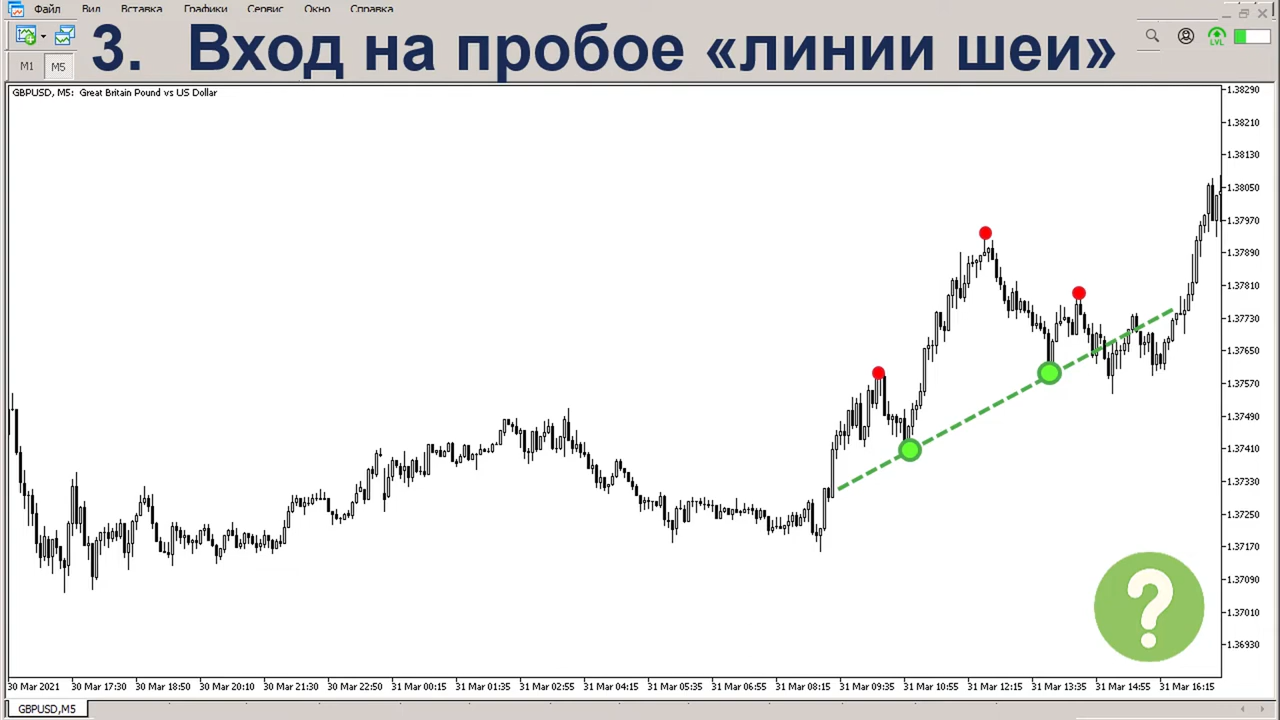 Файл Вид Вставка Графики Сервис Окно Справка
3. Вход на пробое «линии шеи»
LVL
M1 M5
GBPUSD, M5: Great Britain Pound vs US Dollar
1.38290
1.38210
1.38130
1.38050
1.37970
1.37890
1.37810
1.37730
1.37650
1.37570
1.37490
1.37410
1.37330
1.37250
1.37170
1.37090
1.37010
1.36930
?
30 Mar 2021 30 Mar 17:30 30 Mar 18:50 30 Mar 20:10 30 Mar 21:30 30 Mar 22:50 31 Mar 00:15 31 Mar 01:35 31 Mar 02:55 31 Mar 04:15 31 Mar 05:35 31 Mar 06:55 31 Mar 08:15 31 Mar 09:35 31 Mar 10:55 31 Mar 12:15 31 Mar 13:35 31 Mar 14:55 31 Mar 16:15
GBPUSD,M5